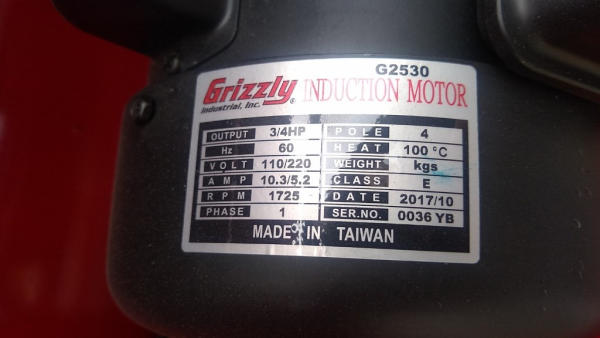 G2530
Grizzly® INDUCTION MOTOR
Industrial, Inc.
OUTPUT 3/4HP POLE 4
Hz 60 HEAT 100 °C
VOLT 110/220 WEIGHT kgs
AMP 10.3/5.2 CLASS E
RPM 1725 DATE 2017/10
PHASE 1 SER.NO. 0036 YB
MADE IN TAIWAN